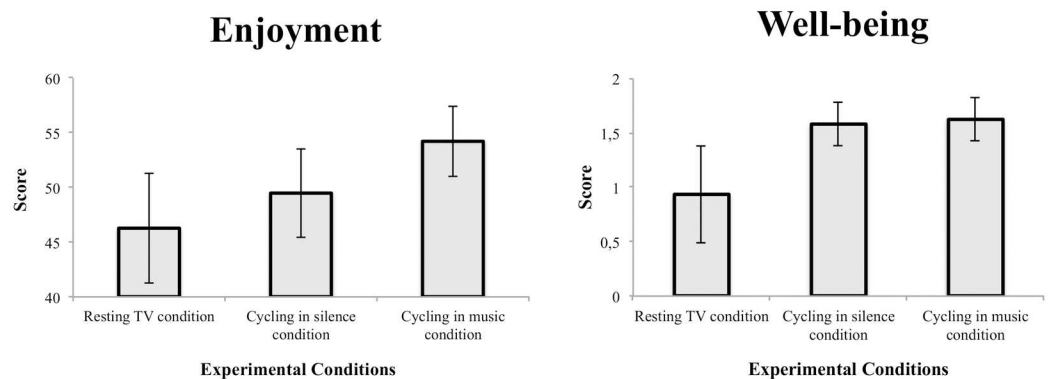 Enjoyment
60
55
50
45
40
Score
Resting TV condition
Cycling in silence
condition
Cycling in music
condition
Experimental Conditions
Well-being
2
1,5
1
0,5
0
Score
Resting TV condition
Cycling in silence
condition
Cycling in music
condition
Experimental Conditions